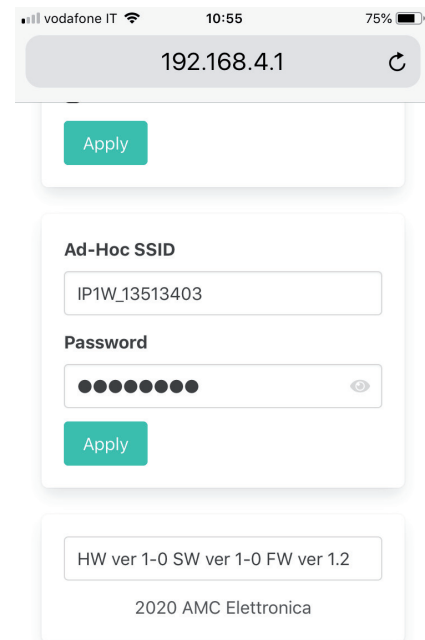 vodafone IT 10:55 75%
192.168.4.1
Apply
Ad-Hoc SSID
IP1W_13513403
Password
●●●●●●●●
Apply
HW ver 1-0 SW ver 1-0 FW ver 1.2
2020 AMC Elettronica